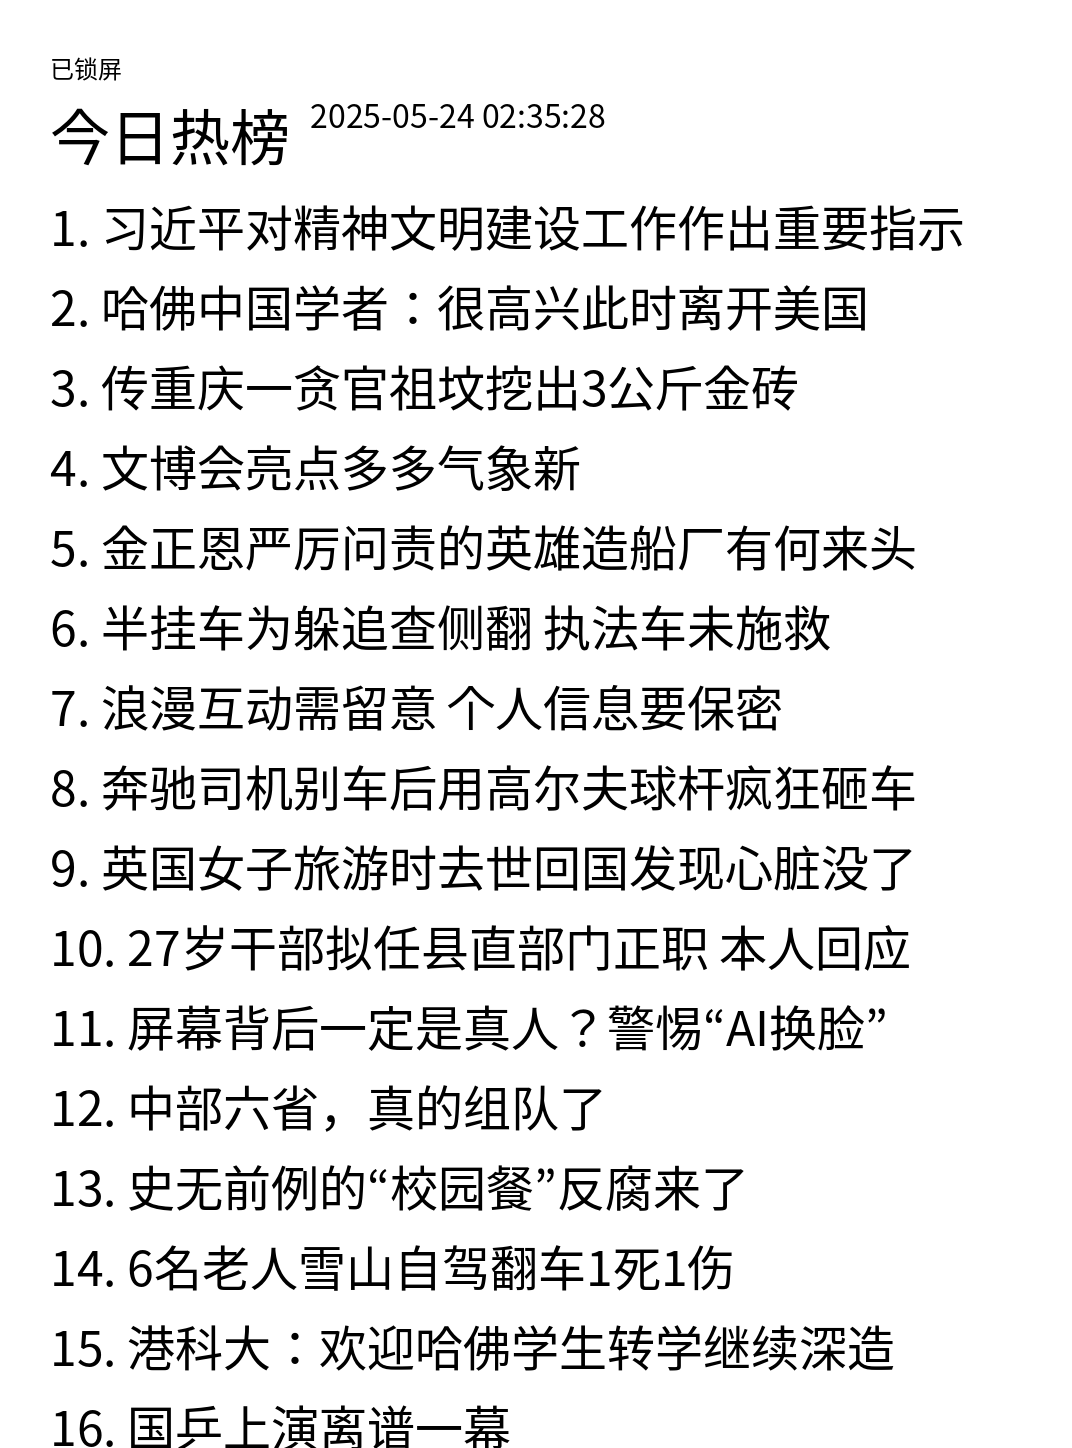 已锁屏
今日热榜 2025-05-24 02:35:28
1. 习近平对精神文明建设工作作出重要指示
2. 哈佛中国学者：很高兴此时离开美国
3. 传重庆一贪官祖坟挖出3公斤金砖
4. 文博会亮点多多气象新
5. 金正恩严厉问责的英雄造船厂有何来头
6. 半挂车为躲追查侧翻 执法车未施救
7. 浪漫互动需留意 个人信息要保密
8. 奔驰司机别车后用高尔夫球杆疯狂砸车
9. 英国女子旅游时去世回国发现心脏没了
10. 27岁干部拟任县直部门正职 本人回应
11. 屏幕背后一定是真人？警惕“AI换脸”
12. 中部六省，真的组队了
13. 史无前例的“校园餐”反腐来了
14. 6名老人雪山自驾翻车1死1伤
15. 港科大：欢迎哈佛学生转学继续深造
16. 国乒上演离谱一幕